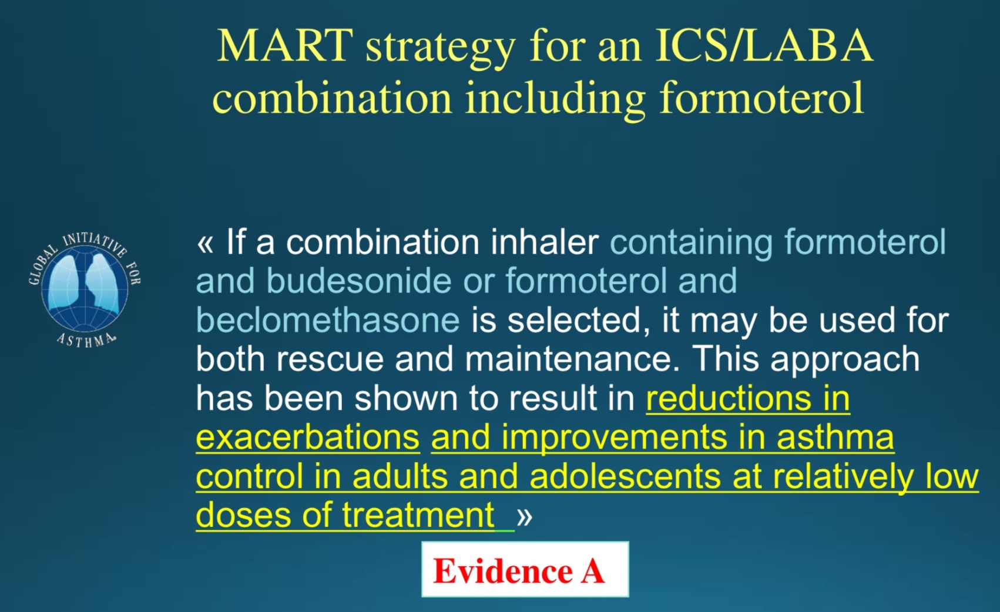 MART strategy for an ICS/LABA
combination including formoterol
GLOBAL INITIATIVE FOR
ASTHMA
« If a combination inhaler containing formoterol
and budesonide or formoterol and
beclomethasone is selected, it may be used for
both rescue and maintenance. This approach
has been shown to result in reductions in
exacerbations and improvements in asthma
control in adults and adolescents at relatively low
doses of treatment »
Evidence A